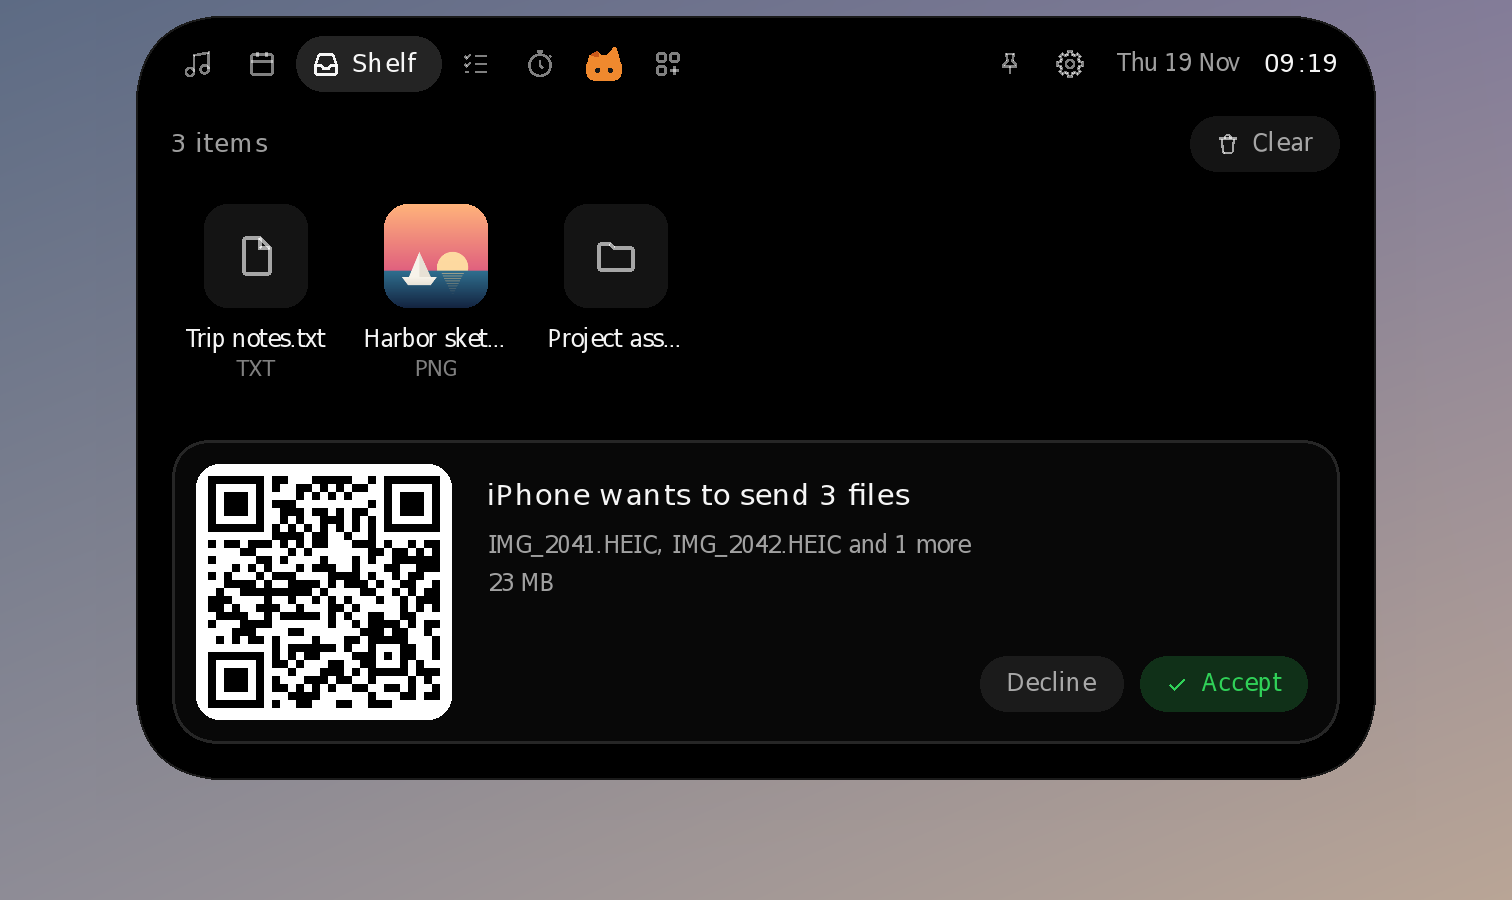 Shelf
Thu 19 Nov 09:19
3 items
Clear
Trip notes.txt
TXT
Harbor sket...
PNG
Project ass...
iPhone wants to send 3 files
IMG_2041.HEIC, IMG_2042.HEIC and 1 more
23 MB
Decline
Accept